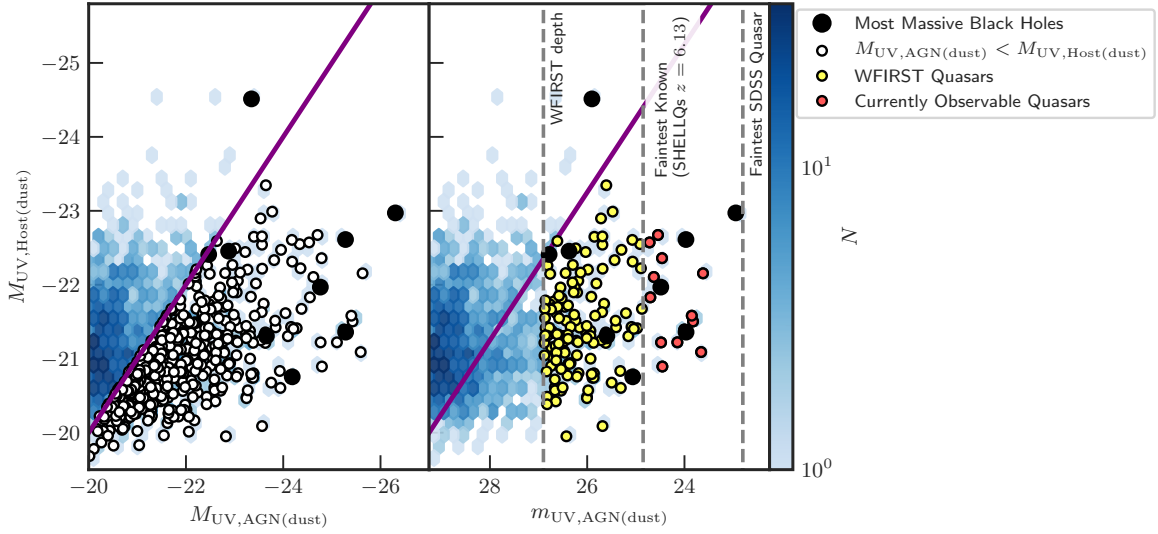 −25
−24
−23
−22
−21
−20
M_UV,Host(dust)
−20
−22
−24
−26
M_UV,AGN(dust)
28
26
24
m_UV,AGN(dust)
WFIRST depth
Faintest Known
(SHELLQs z = 6.13)
Faintest SDSS Quasar
10^1
10^0
N
Most Massive Black Holes
M_UV,AGN(dust) < M_UV,Host(dust)
WFIRST Quasars
Currently Observable Quasars